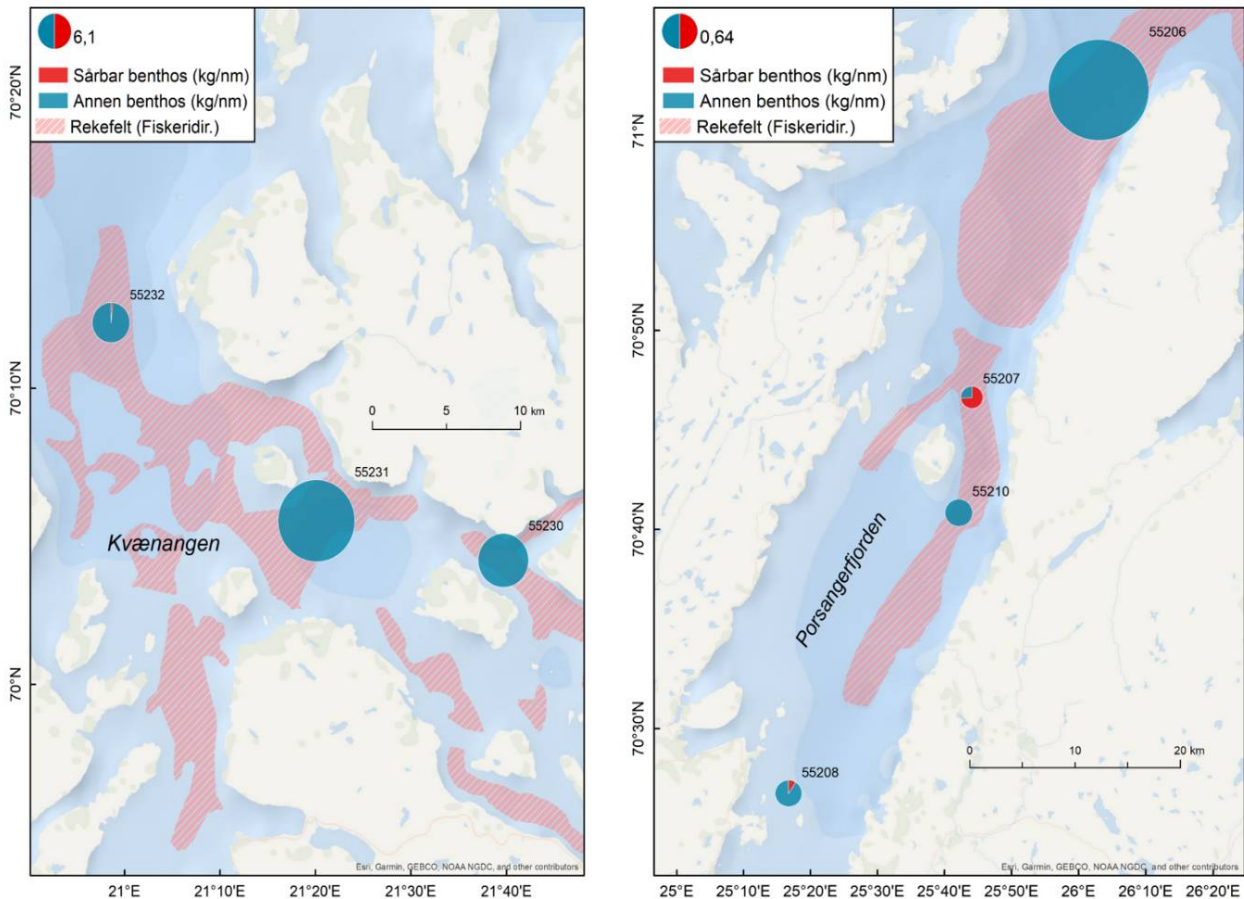 6,1
Sårbar benthos (kg/nm)
Annen benthos (kg/nm)
Rekefelt (Fiskeridir.)
70°20'N
55232
70°10'N
0 5 10 km
55231
55230
Kvænangen
70°N
Esri, Garmin, GEBCO, NOAA NGDC, and other contributors
21°E 21°10'E 21°20'E 21°30'E 21°40'E
0,64
Sårbar benthos (kg/nm)
Annen benthos (kg/nm)
Rekefelt (Fiskeridir.)
55206
71°N
70°50'N
55207
55210
70°40'N
Porsangerfjorden
70°30'N
0 10 20 km
55208
Esri, Garmin, GEBCO, NOAA NGDC, and other contributors
25°E 25°10'E 25°20'E 25°30'E 25°40'E 25°50'E 26°E 26°10'E 26°20'E